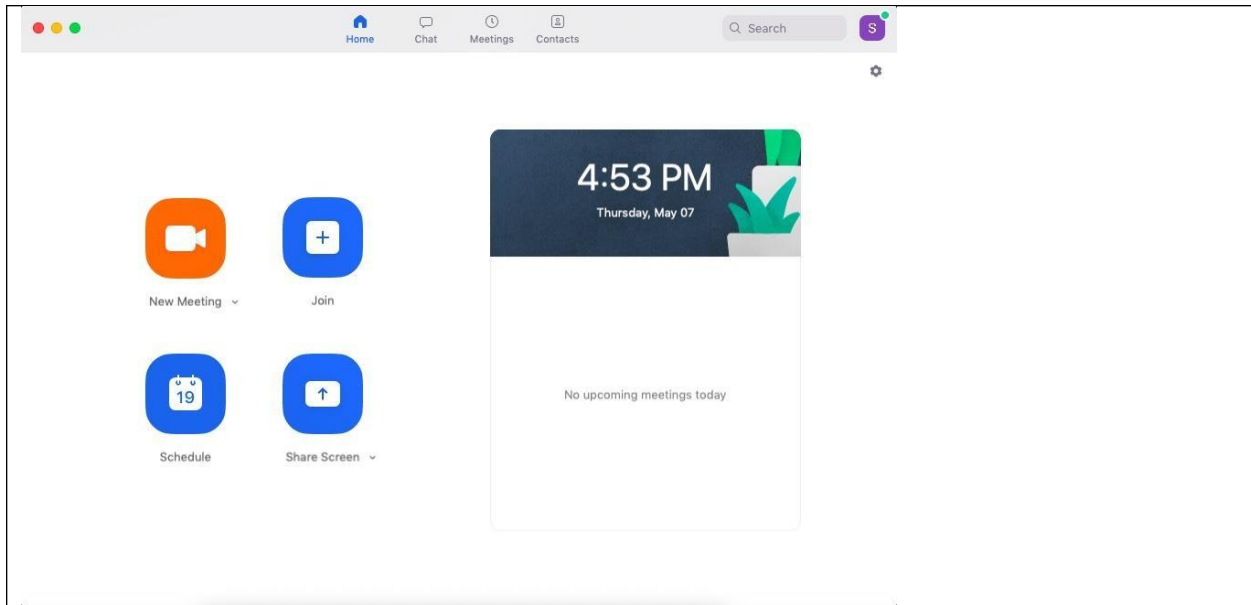 Home
Chat
Meetings
Contacts
Search
S
4:53 PM
Thursday, May 07
New Meeting
Join
19
Schedule
Share Screen
No upcoming meetings today